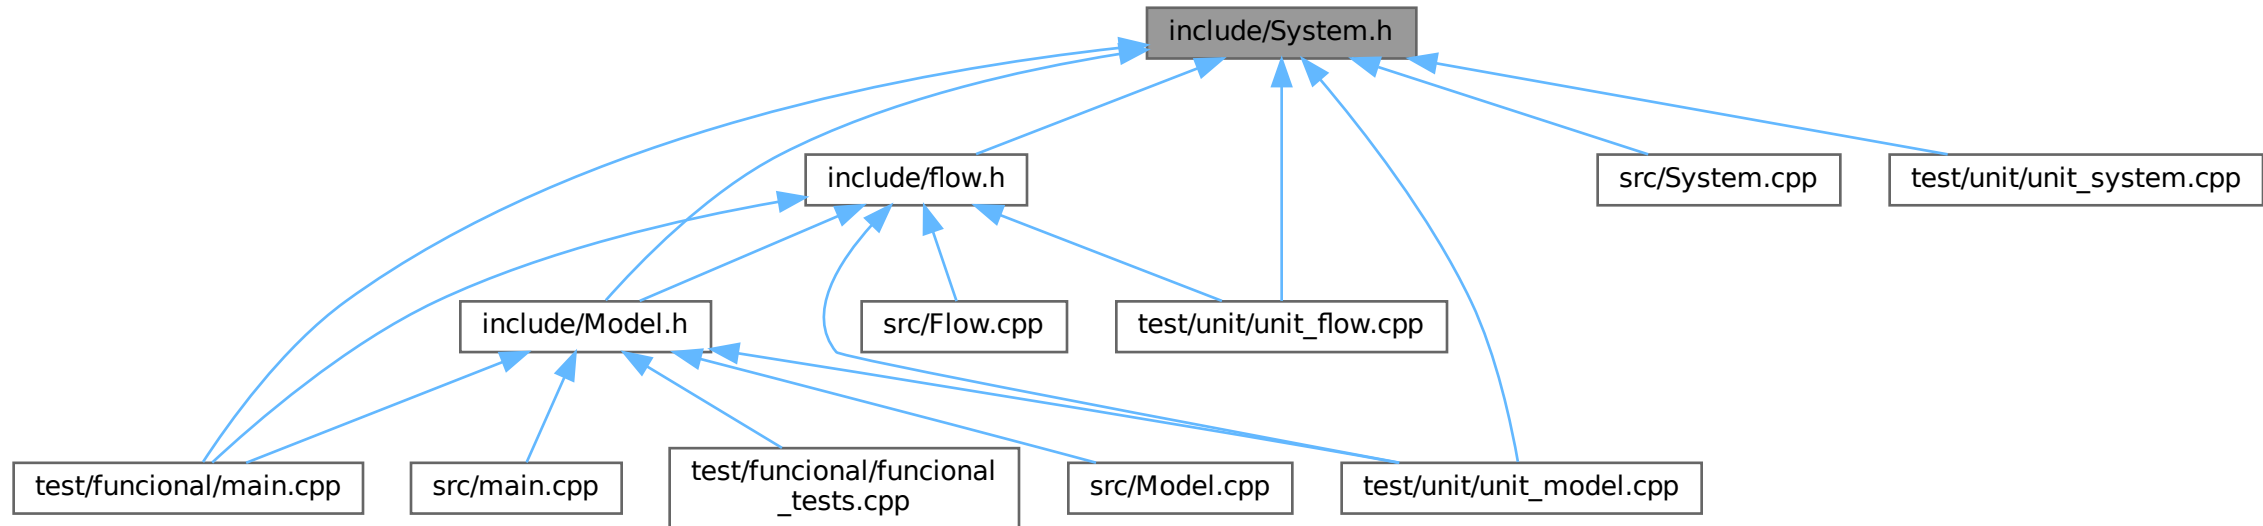 include/System.h
include/flow.h
src/System.cpp
test/unit/unit_system.cpp
include/Model.h
src/Flow.cpp
test/unit/unit_flow.cpp
test/funcional/main.cpp
src/main.cpp
test/funcional/funcional
_tests.cpp
src/Model.cpp
test/unit/unit_model.cpp